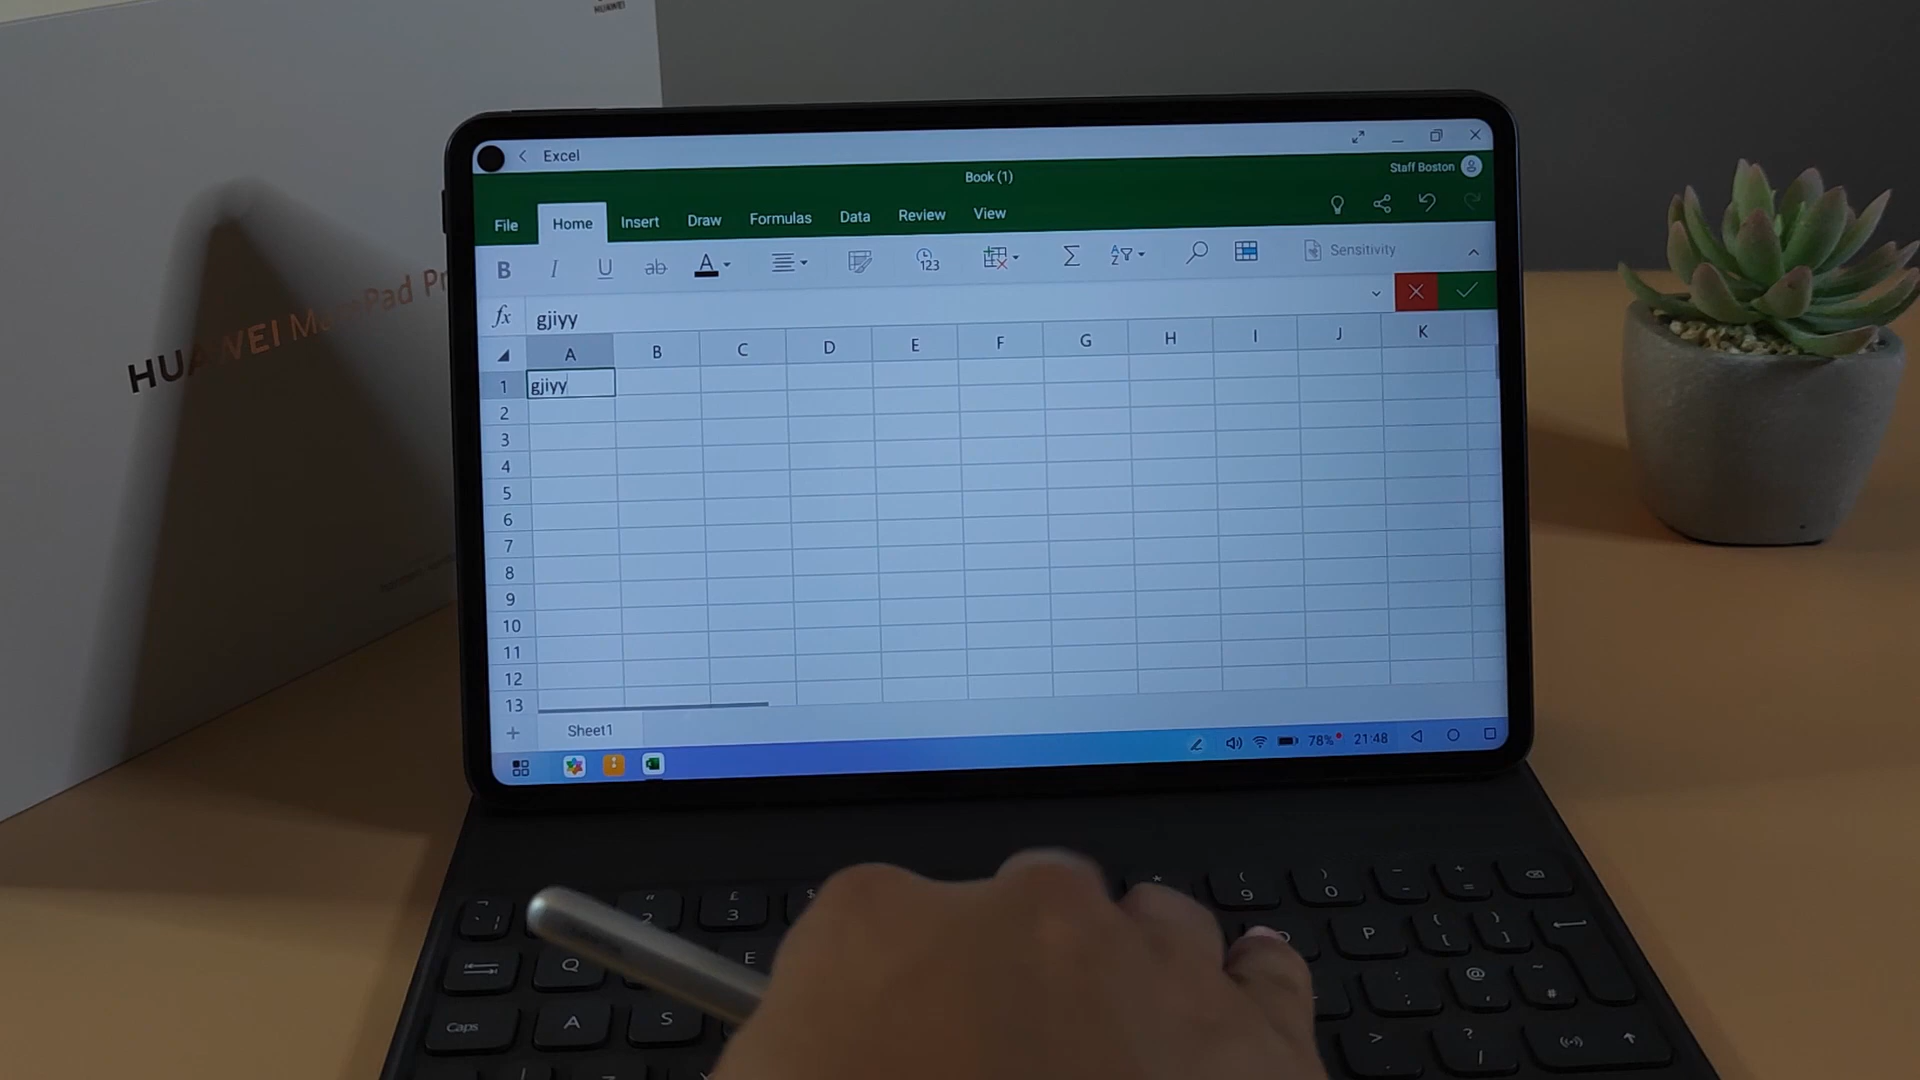 HUAWEI
HUAWEI MatePad Pr
Excel
Book (1)
Staff Boston
File Home Insert Draw Formulas Data Review View
B I U ab A 123 Σ Sensitivity
fx gjiyy
A B C D E F G H I J K
1 gjiyy
2
3
4
5
6
7
8
9
10
11
12
13
+ Sheet1
78% 21:48
" £ $ * ( ) - +
2 3 9 0 - =
Q E P { }
[ ]
Caps A S : @ ~
; ' #
> ?
/